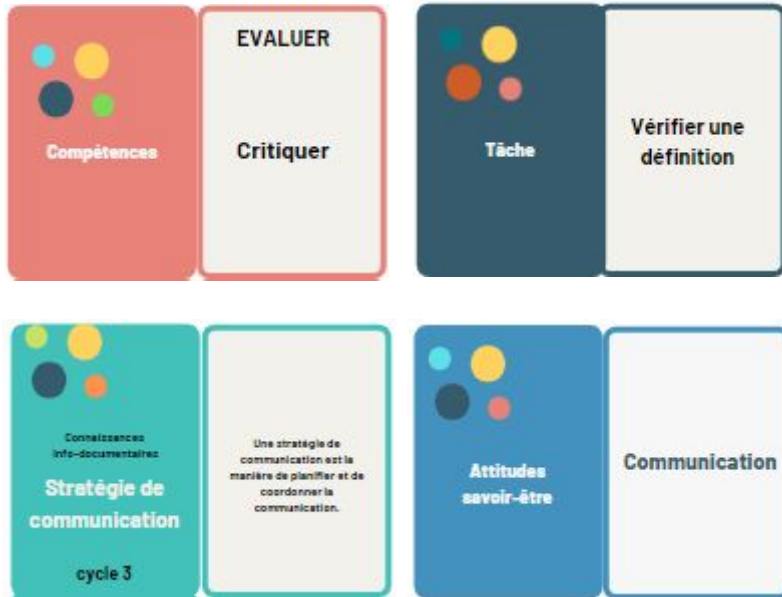 Compétences
EVALUER
Critiquer
Tâche
Vérifier une
définition
Connaissances
info-documentaires
Stratégie de
communication
cycle 3
Une stratégie de
communication est la
manière de planifier et de
coordonner la
communication.
Attitudes
savoir-être
Communication